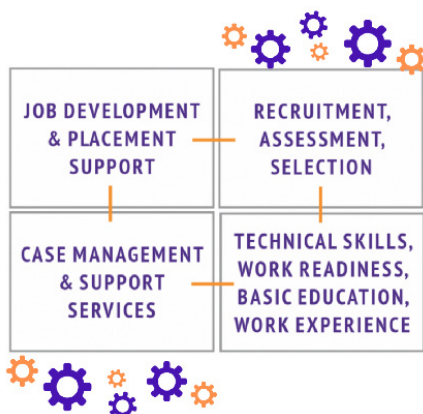 JOB DEVELOPMENT
& PLACEMENT
SUPPORT
RECRUITMENT,
ASSESSMENT,
SELECTION
CASE MANAGEMENT
& SUPPORT
SERVICES
TECHNICAL SKILLS,
WORK READINESS,
BASIC EDUCATION,
WORK EXPERIENCE